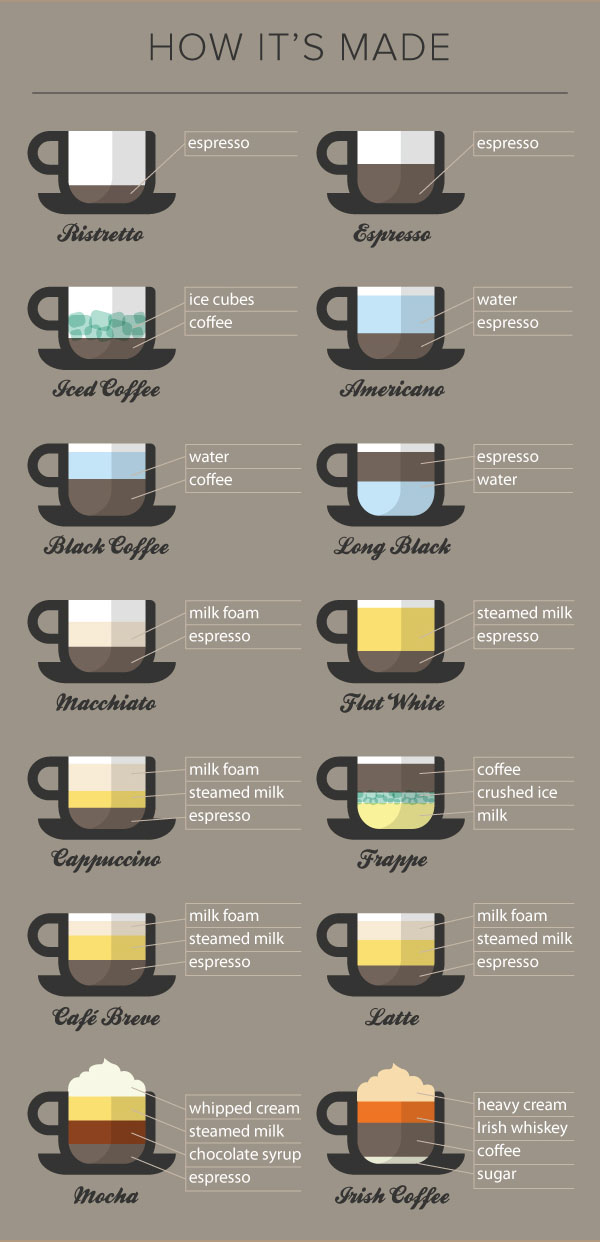 HOW IT'S MADE
espresso
Ristretto
espresso
Espresso
ice cubes
coffee
Iced Coffee
water
espresso
Americano
water
coffee
Black Coffee
espresso
water
Long Black
milk foam
espresso
Macchiato
steamed milk
espresso
Flat White
milk foam
steamed milk
espresso
Cappuccino
coffee
crushed ice
milk
Frappe
milk foam
steamed milk
espresso
Café Breve
milk foam
steamed milk
espresso
Latte
whipped cream
steamed milk
chocolate syrup
espresso
Mocha
heavy cream
Irish whiskey
coffee
sugar
Irish Coffee